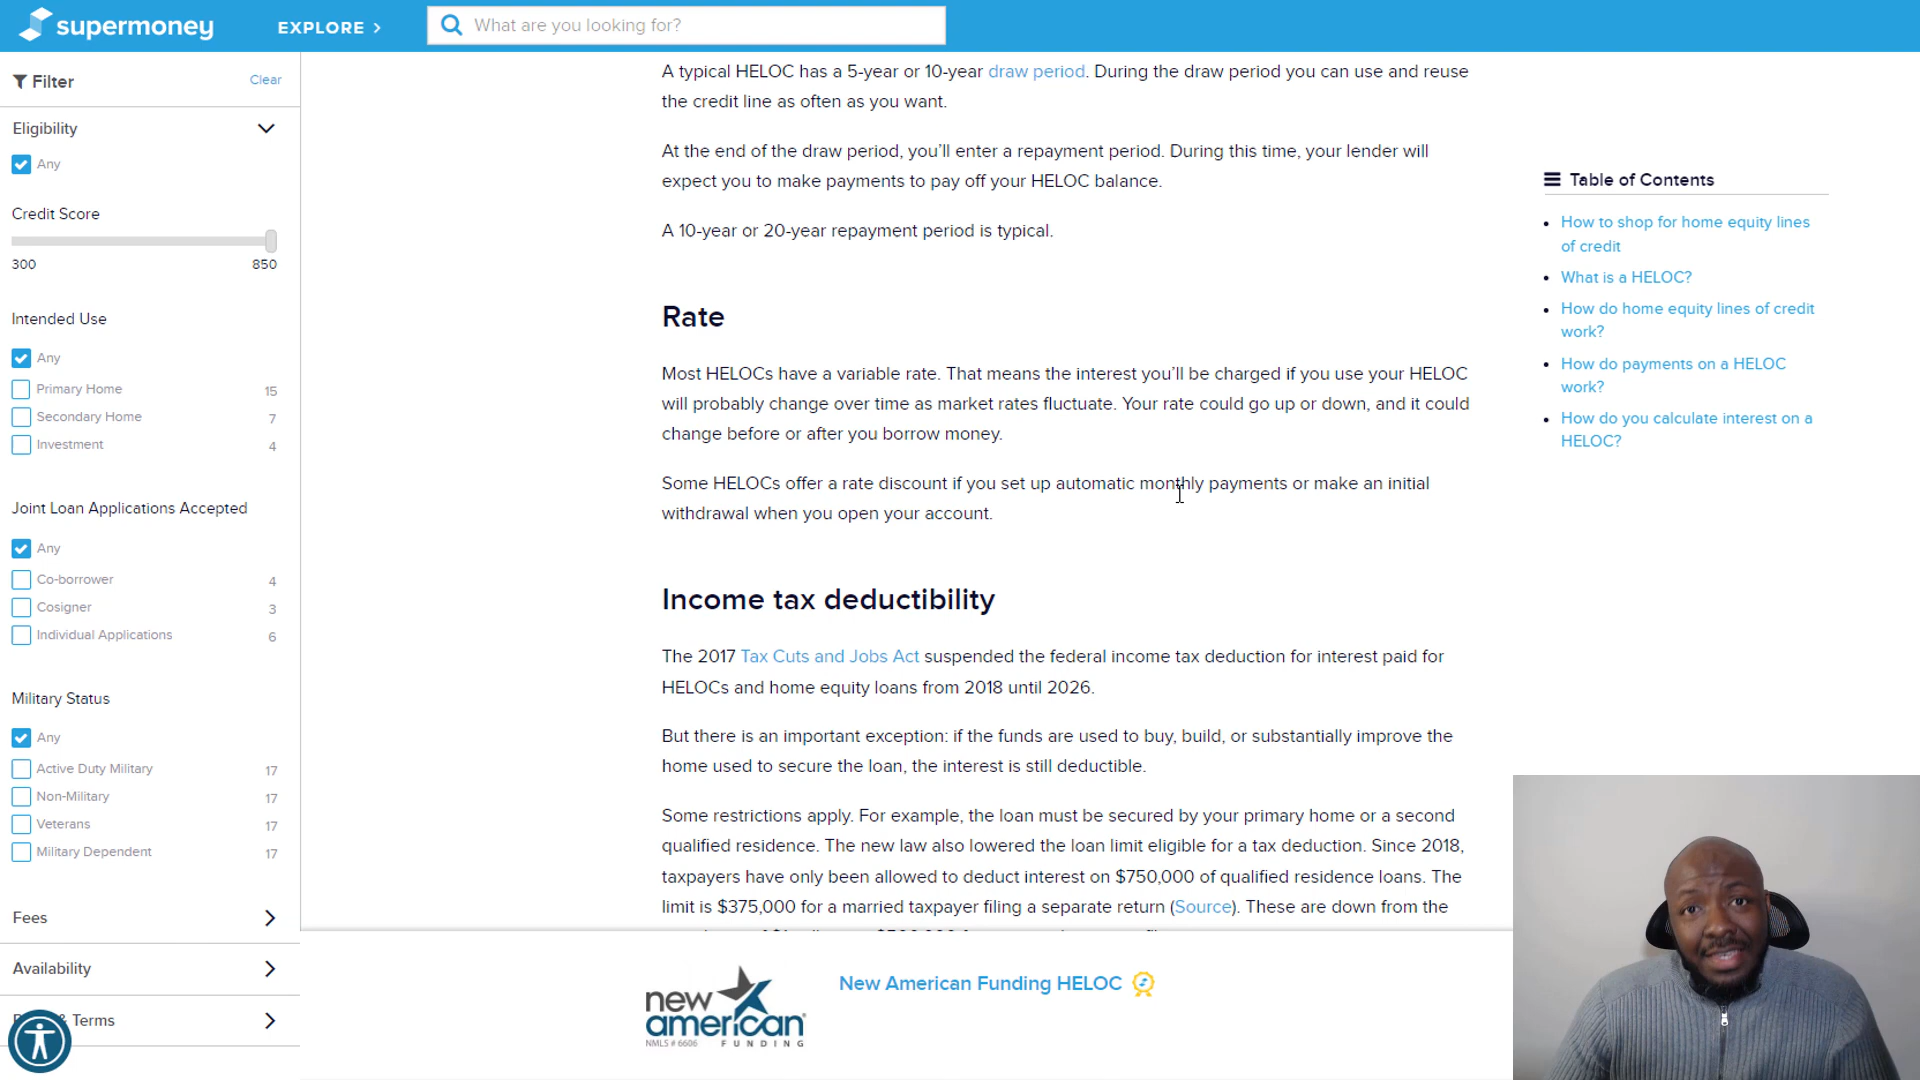 supermoney
EXPLORE >
What are you looking for?
Filter
Clear
Eligibility
Any
Credit Score
300
850
Intended Use
Any
Primary Home 15
Secondary Home 7
Investment 4
Joint Loan Applications Accepted
Any
Co-borrower 4
Cosigner 3
Individual Applications 6
Military Status
Any
Active Duty Military 17
Non-Military 17
Veterans 17
Military Dependent 17
Fees
Availability
& Terms
A typical HELOC has a 5-year or 10-year draw period. During the draw period you can use and reuse
the credit line as often as you want.
At the end of the draw period, you’ll enter a repayment period. During this time, your lender will
expect you to make payments to pay off your HELOC balance.
A 10-year or 20-year repayment period is typical.
Rate
Most HELOCs have a variable rate. That means the interest you’ll be charged if you use your HELOC
will probably change over time as market rates fluctuate. Your rate could go up or down, and it could
change before or after you borrow money.
Some HELOCs offer a rate discount if you set up automatic monthly payments or make an initial
withdrawal when you open your account.
Income tax deductibility
The 2017 Tax Cuts and Jobs Act suspended the federal income tax deduction for interest paid for
HELOCs and home equity loans from 2018 until 2026.
But there is an important exception: if the funds are used to buy, build, or substantially improve the
home used to secure the loan, the interest is still deductible.
Some restrictions apply. For example, the loan must be secured by your primary home or a second
qualified residence. The new law also lowered the loan limit eligible for a tax deduction. Since 2018,
taxpayers have only been allowed to deduct interest on $750,000 of qualified residence loans. The
limit is $375,000 for a married taxpayer filing a separate return (Source). These are down from the
Table of Contents
How to shop for home equity lines
of credit
What is a HELOC?
How do home equity lines of credit
work?
How do payments on a HELOC
work?
How do you calculate interest on a
HELOC?
new
american
FUNDING
NMLS # 6606
New American Funding HELOC